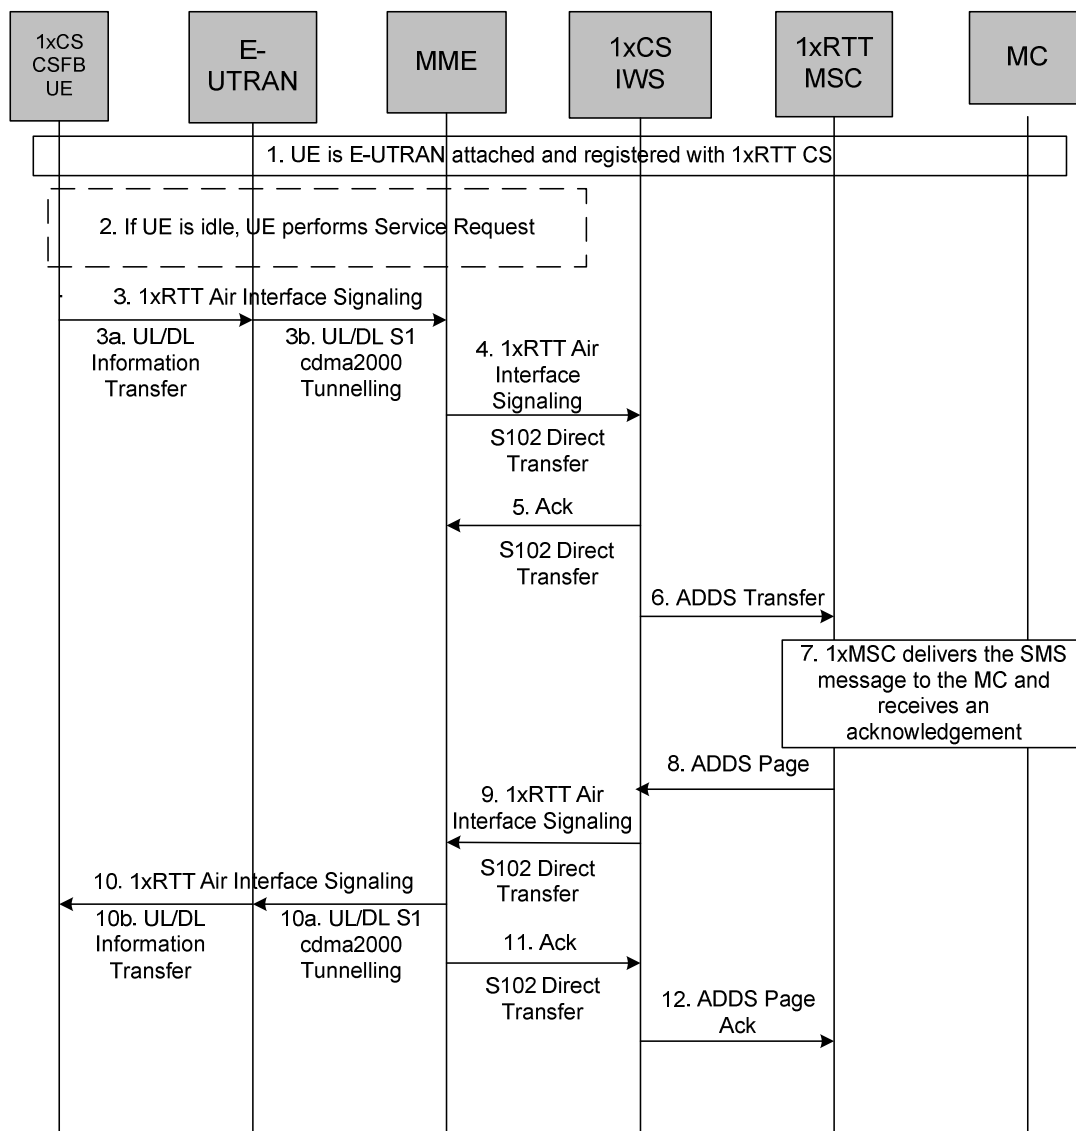 1xCS
CSFB
UE
E-
UTRAN
MME
1xCS
IWS
1xRTT
MSC
MC
1. UE is E-UTRAN attached and registered with 1xRTT CS
2. If UE is idle, UE performs Service Request
3. 1xRTT Air Interface Signaling
3a. UL/DL
Information
Transfer
3b. UL/DL S1
cdma2000
Tunnelling
4. 1xRTT Air
Interface
Signaling
S102 Direct
Transfer
5. Ack
S102 Direct
Transfer
6. ADDS Transfer
7. 1xMSC delivers the SMS
message to the MC and
receives an
acknowledgement
8. ADDS Page
9. 1xRTT Air
Interface Signaling
S102 Direct
Transfer
10. 1xRTT Air Interface Signaling
10b. UL/DL
Information
Transfer
10a. UL/DL S1
cdma2000
Tunnelling
11. Ack
S102 Direct
Transfer
12. ADDS Page
Ack